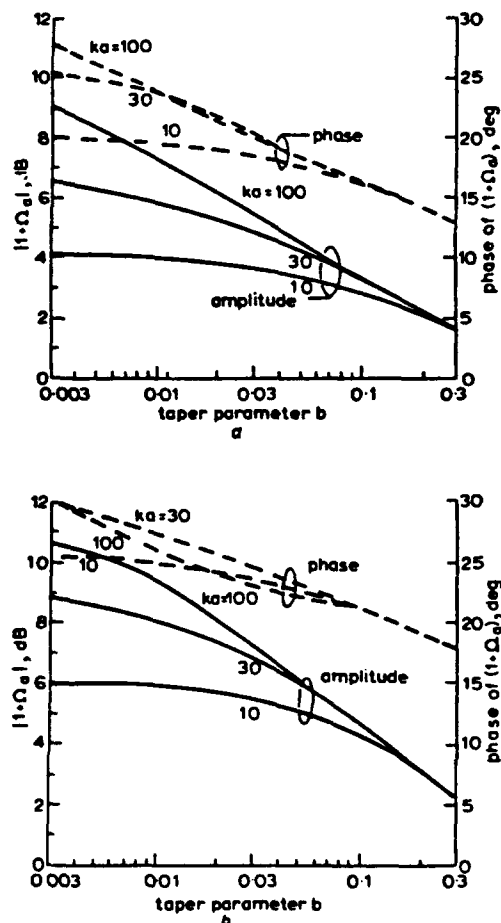 12
30
ka=100
10
25
30
8
10
20
phase
ka=100
6
15
4
30
10
10
amplitude
2
5
0
0
0·003
0·01
0·03
0·1
0·3
taper parameter b
a
|1+Ωd|, dB
phase of (1+Ωd), deg
12
30
ka=30
10
100
25
10
phase
8
ka=100
20
6
30
amplitude
15
10
4
10
2
5
0
0
0·003
0·01
0·03
0·1
0·3
taper parameter b
b
|1+Ωd|, dB
phase of (1+Ωd), deg